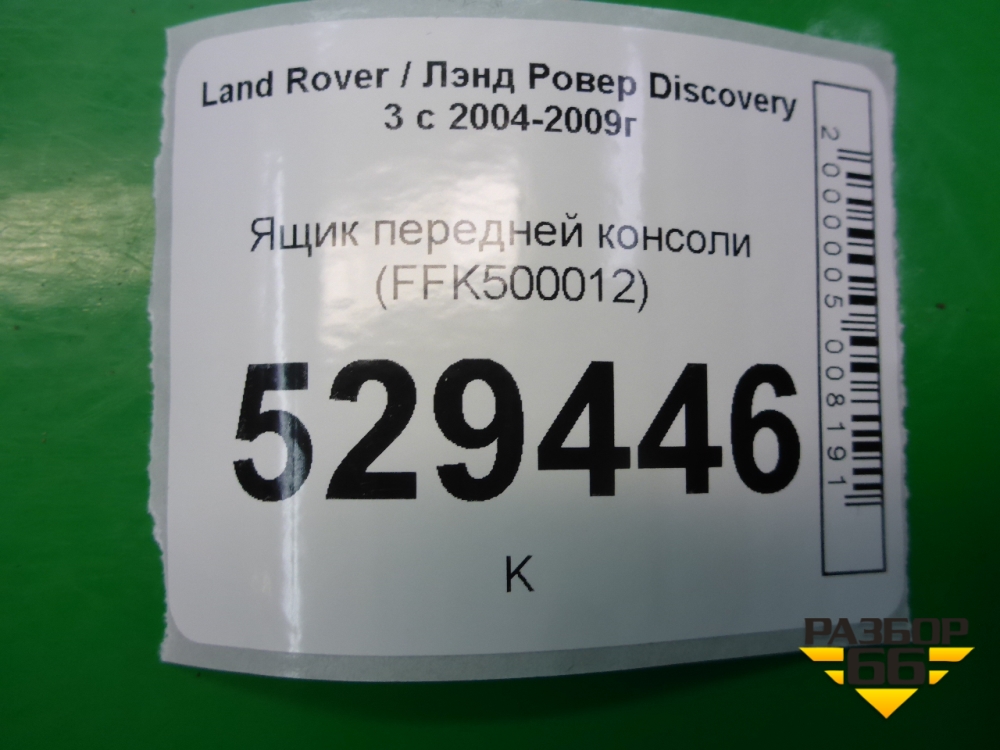 Land Rover / Лэнд Ровер Discovery
3 с 2004-2009г
Ящик передней консоли
(FFK500012)
529446
К
2000005008191
РАЗБОР
66